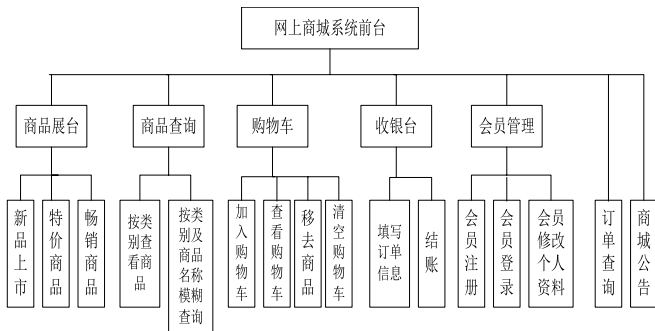 网上商城系统前台
商品展台
商品查询
购物车
收银台
会员管理
新品上市
特价商品
畅销商品
按类
别查
看商
品
按类
别及
商品
名称
模糊
查询
加入购物车
查看购物车
移去商品
清空购物车
填写
订单
信息
结账
会员注册
会员登录
会员
修改
个人
资料
订单查询
商城公告